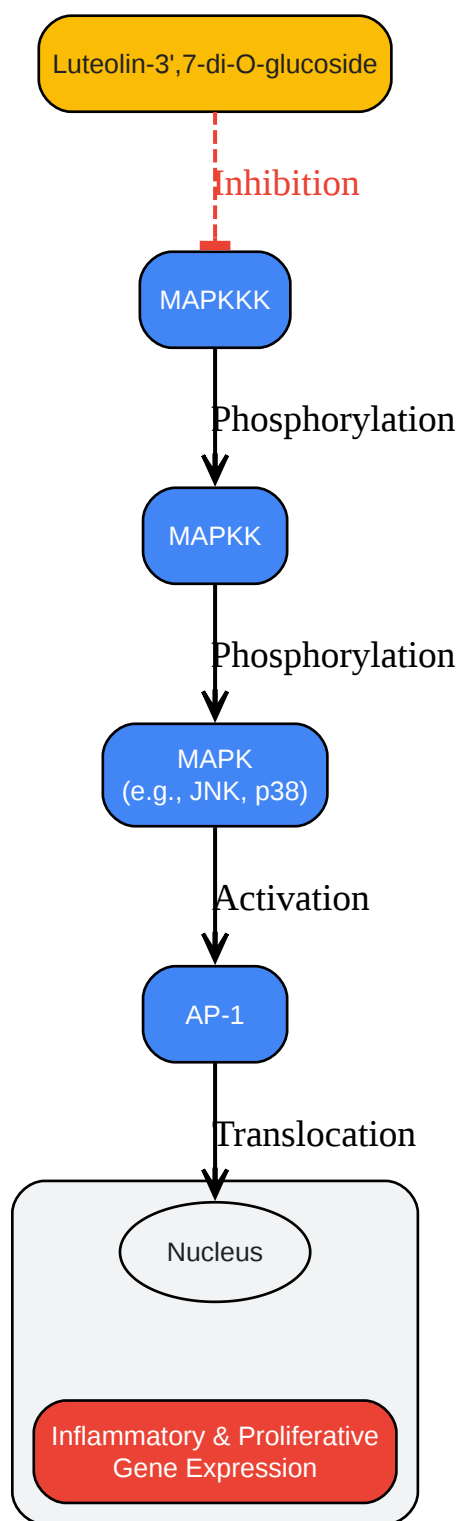 Luteolin-3',7-di-O-glucoside
Inhibition
MAPKKK
Phosphorylation
MAPKK
Phosphorylation
MAPK
(e.g., JNK, p38)
Activation
AP-1
Translocation
Nucleus
Inflammatory & Proliferative
Gene Expression